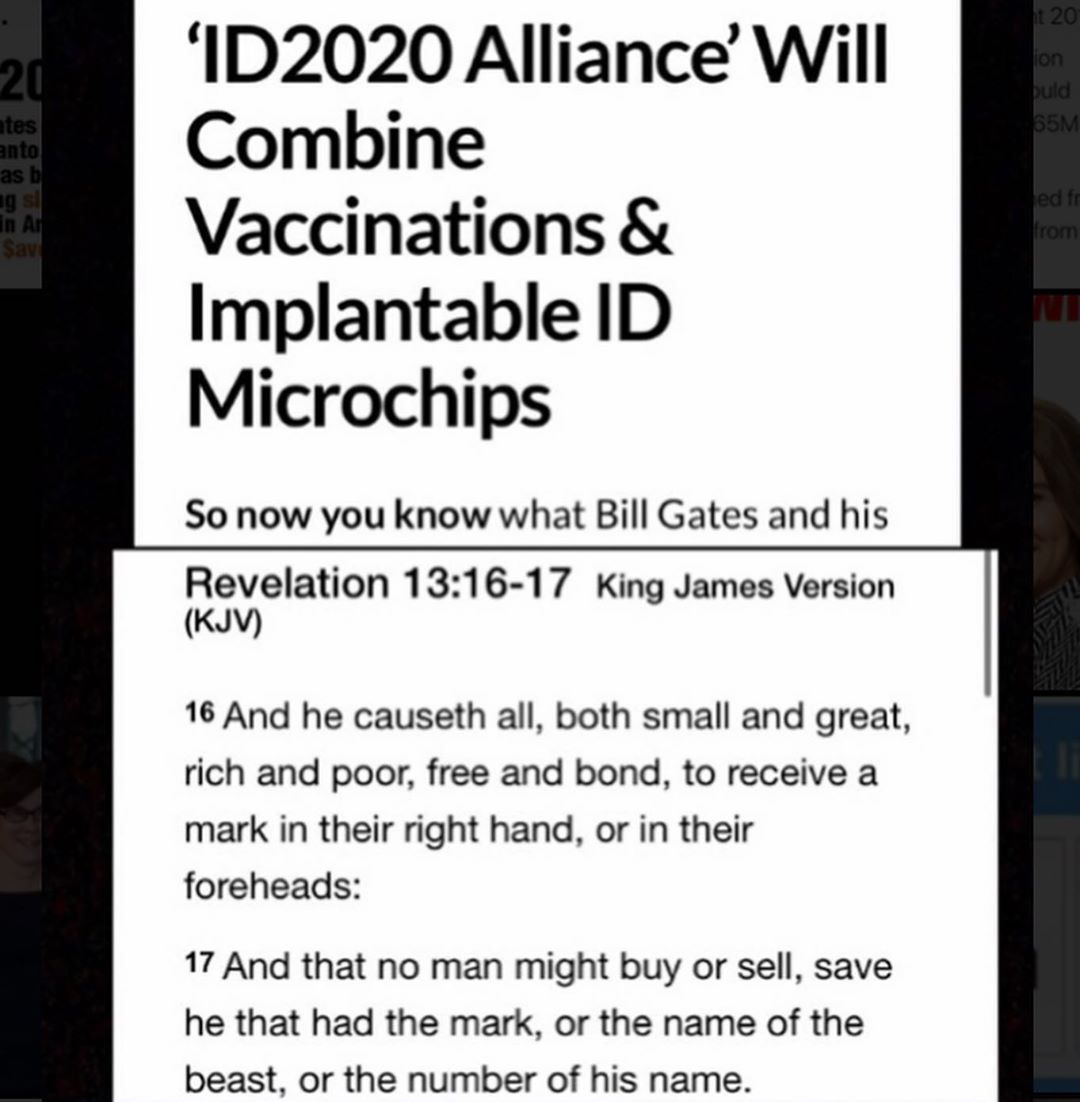 ‘ID2020 Alliance’ Will
Combine
Vaccinations &
Implantable ID
Microchips
So now you know what Bill Gates and his
Revelation 13:16-17 King James Version
(KJV)
16 And he causeth all, both small and great,
rich and poor, free and bond, to receive a
mark in their right hand, or in their
foreheads:
17 And that no man might buy or sell, save
he that had the mark, or the name of the
beast, or the number of his name.